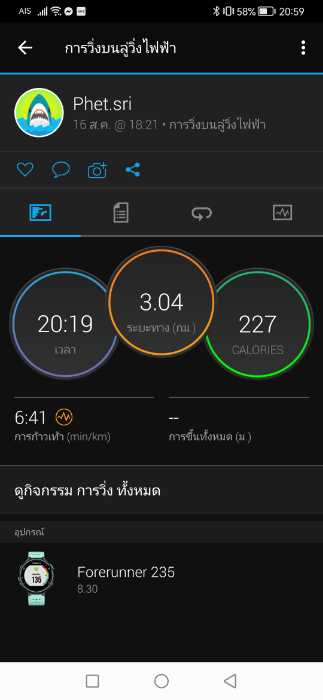 AIS 58% 20:59
การวิ่งบนลู่วิ่งไฟฟ้า
Phet.sri
16 ส.ค. @ 18:21 • การวิ่งบนลู่วิ่งไฟฟ้า
20:19
เวลา
3.04
ระยะทาง (กม.)
227
CALORIES
6:41
การก้าวเท้า (min/km)
--
การขึ้นทั้งหมด (ม.)
ดูกิจกรรม การวิ่ง ทั้งหมด
อุปกรณ์
135
Forerunner 235
8.30